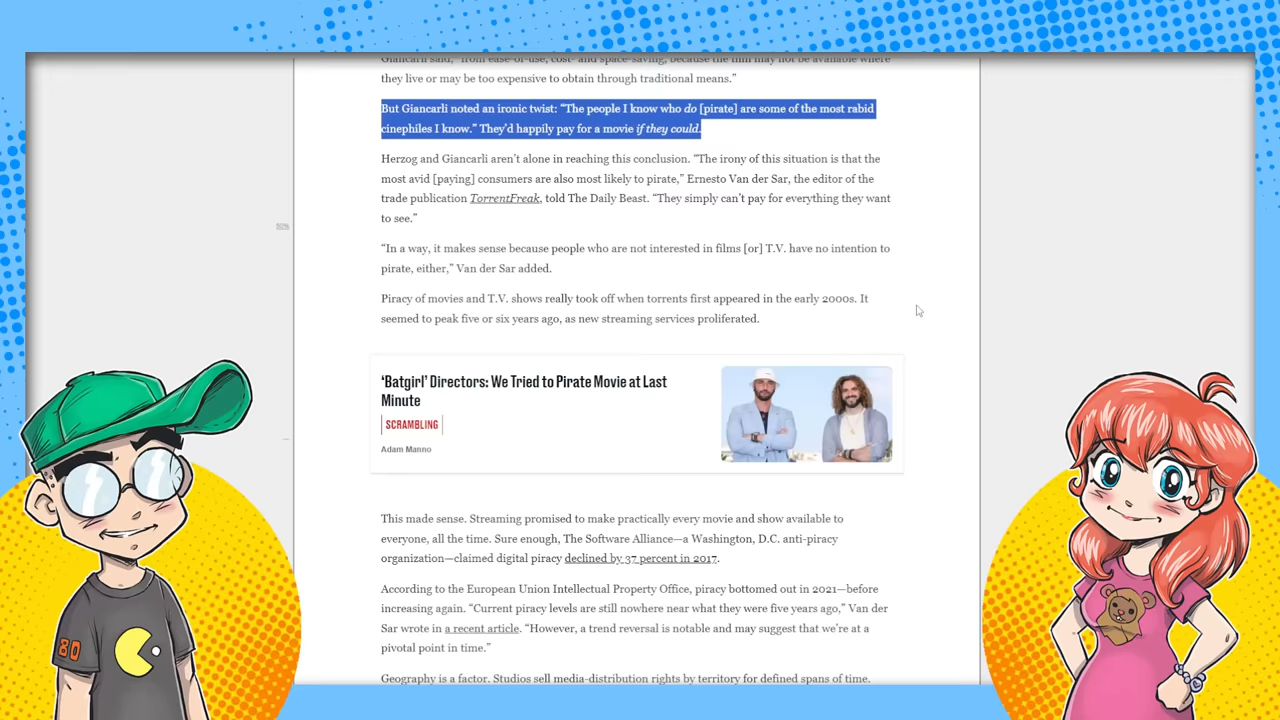 Giancarli said, "from ease-of-use, cost- and space-saving, because the film may not be available where
they live or may be too expensive to obtain through traditional means."
But Giancarli noted an ironic twist: “The people I know who do [pirate] are some of the most rabid
cinephiles I know.” They’d happily pay for a movie if they could.
Herzog and Giancarli aren’t alone in reaching this conclusion. “The irony of this situation is that the
most avid [paying] consumers are also most likely to pirate,” Ernesto Van der Sar, the editor of the
trade publication TorrentFreak, told The Daily Beast. “They simply can’t pay for everything they want
to see.”
“In a way, it makes sense because people who are not interested in films [or] T.V. have no intention to
pirate, either,” Van der Sar added.
Piracy of movies and T.V. shows really took off when torrents first appeared in the early 2000s. It
seemed to peak five or six years ago, as new streaming services proliferated.
‘Batgirl’ Directors: We Tried to Pirate Movie at Last
Minute
SCRAMBLING
Adam Manno
This made sense. Streaming promised to make practically every movie and show available to
everyone, all the time. Sure enough, The Software Alliance—a Washington, D.C. anti-piracy
organization—claimed digital piracy declined by 37 percent in 2017.
According to the European Union Intellectual Property Office, piracy bottomed out in 2021—before
increasing again. “Current piracy levels are still nowhere near what they were five years ago,” Van der
Sar wrote in a recent article. “However, a trend reversal is notable and may suggest that we’re at a
pivotal point in time.”
Geography is a factor. Studios sell media-distribution rights by territory for defined spans of time.
80